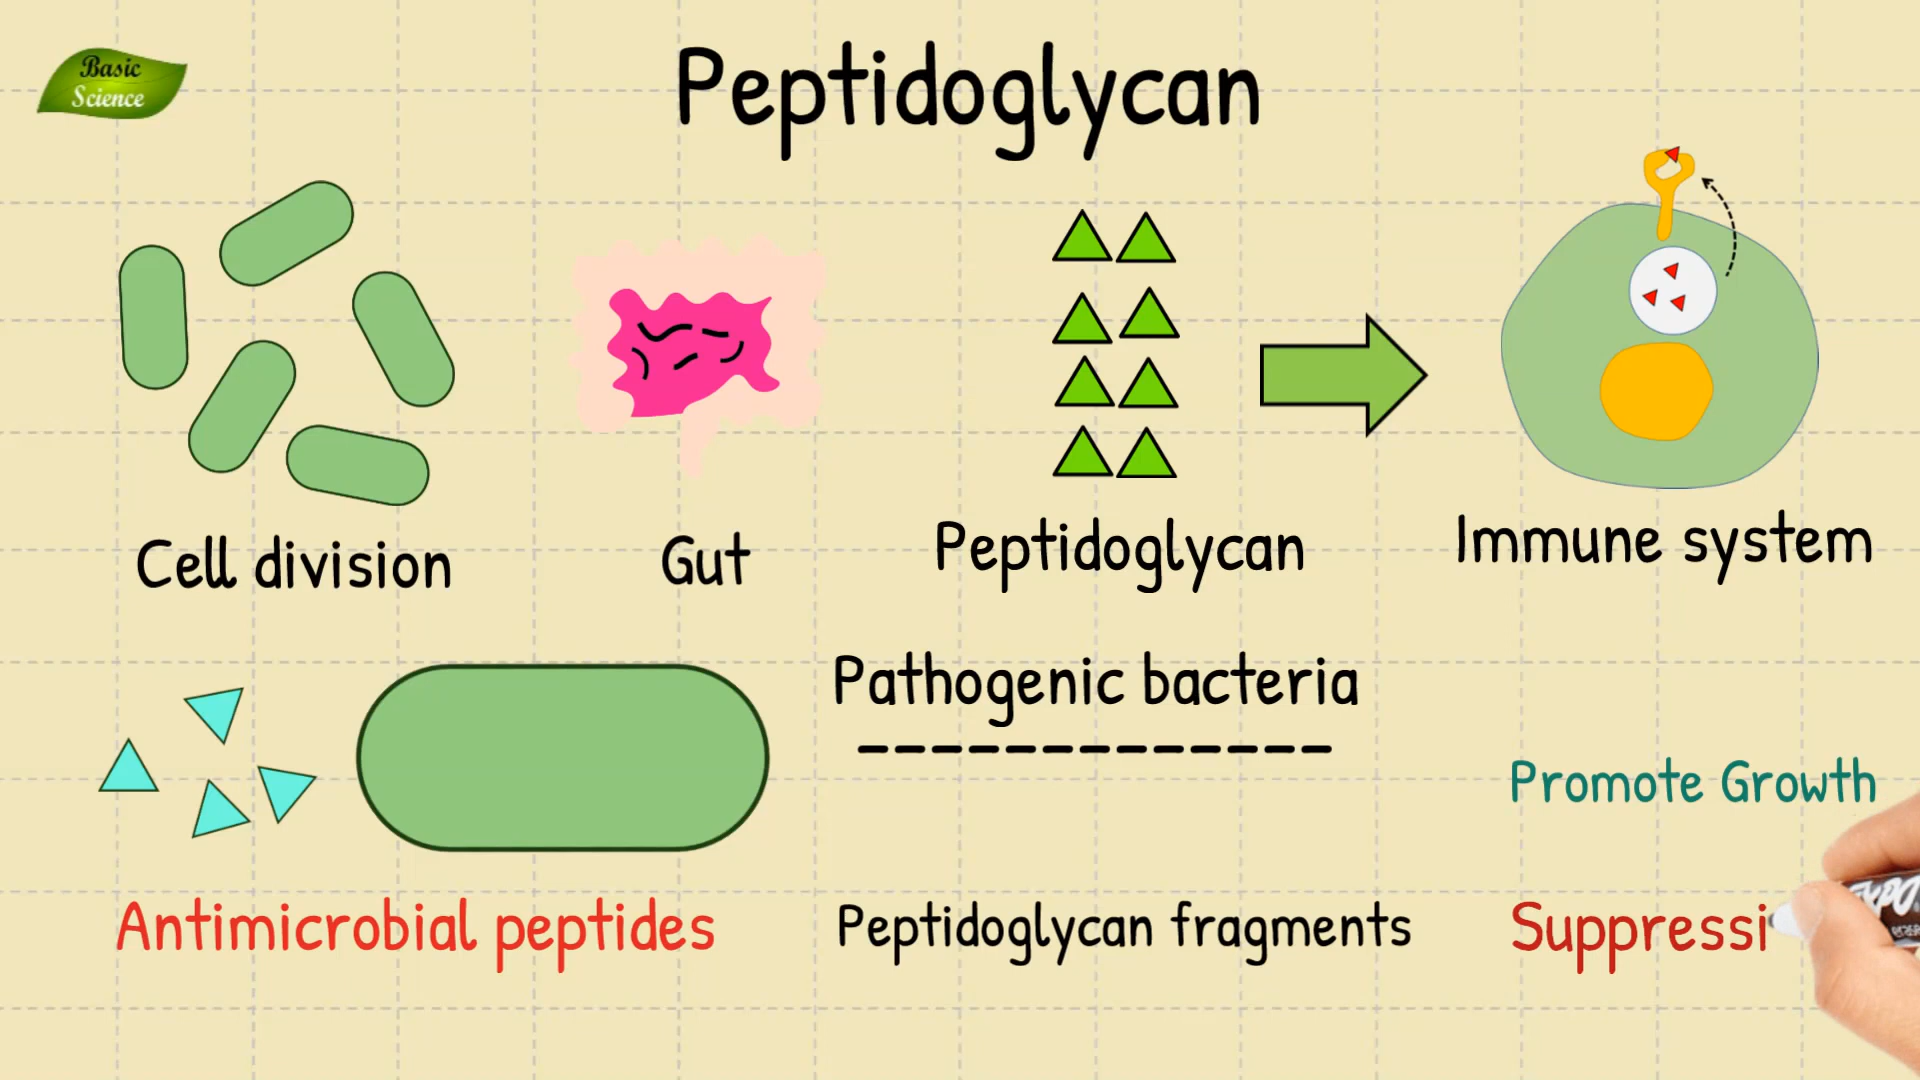 Basic
Science
Peptidoglycan
Cell division
Gut
Peptidoglycan
Immune system
Pathogenic bacteria
Promote Growth
Antimicrobial peptides
Peptidoglycan fragments
Suppressi